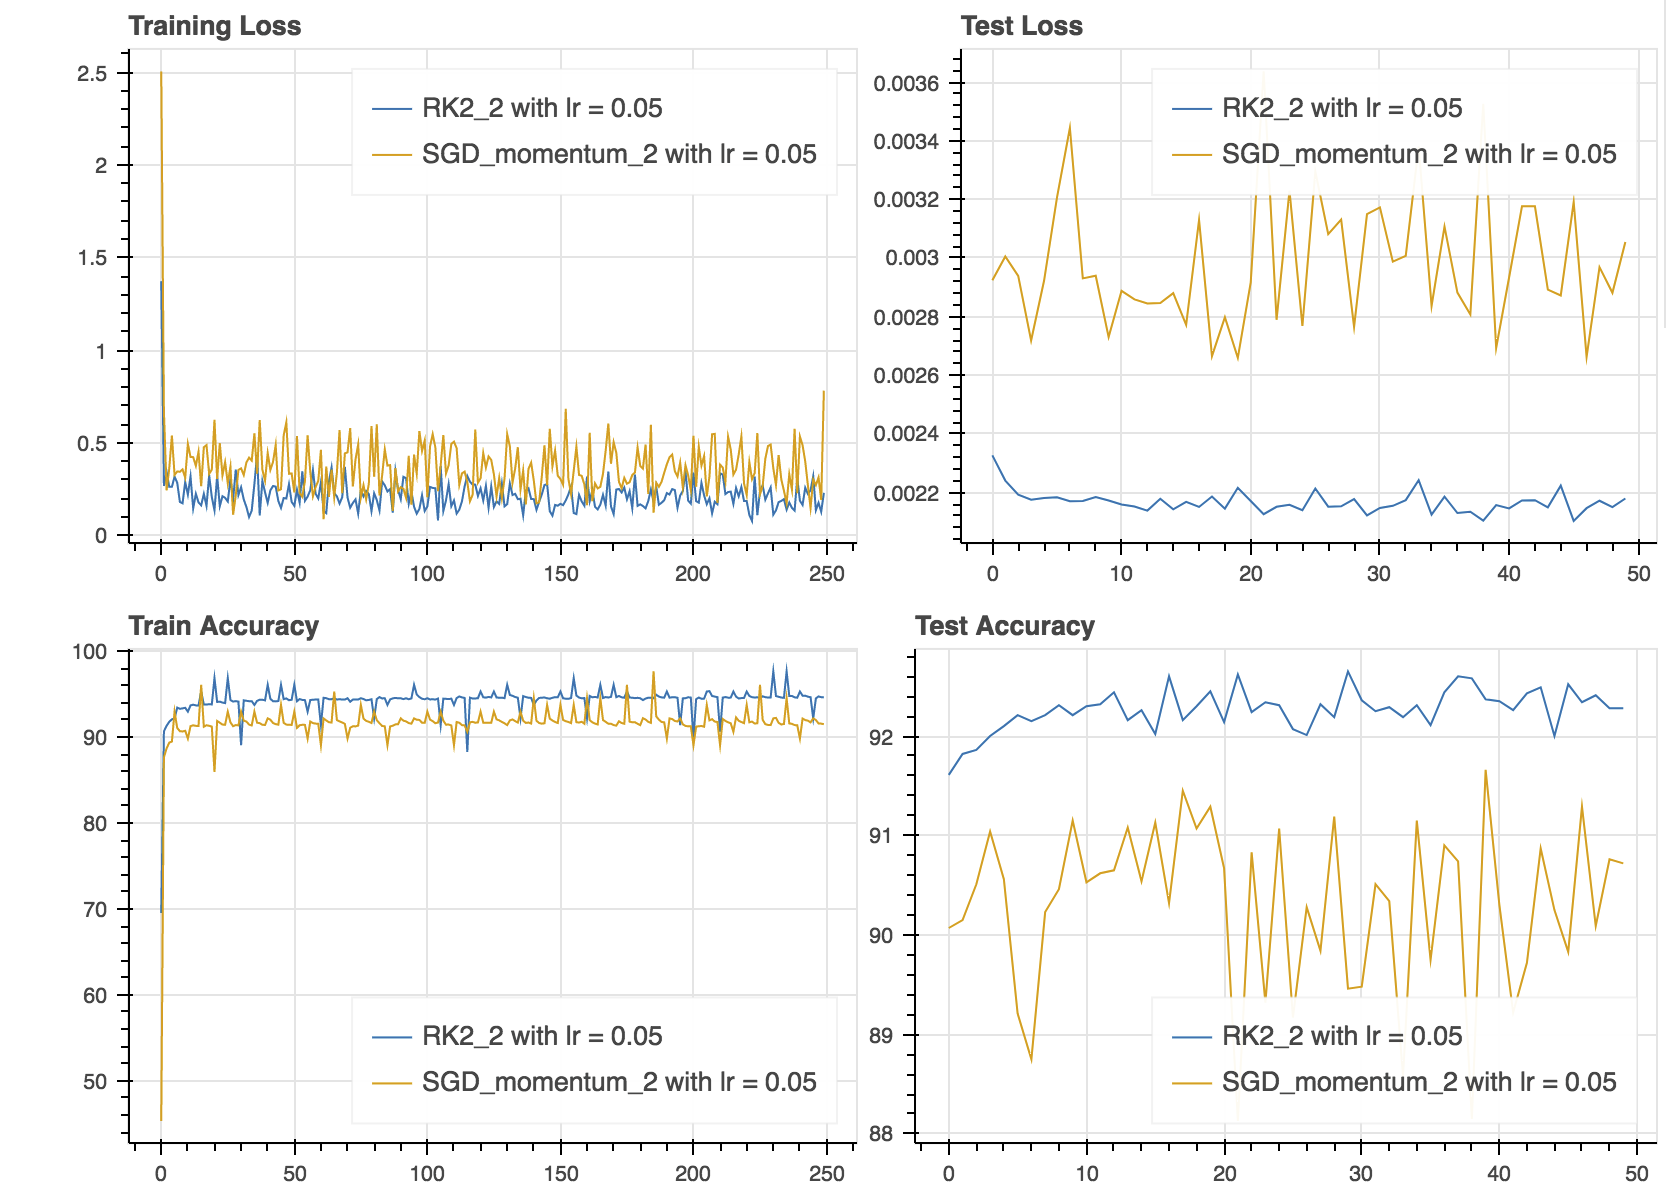 Training Loss
2.5
2
1.5
1
0.5
0
0 50 100 150 200 250
RK2_2 with lr = 0.05
SGD_momentum_2 with lr = 0.05
Test Loss
0.0036
0.0034
0.0032
0.003
0.0028
0.0026
0.0024
0.0022
0 10 20 30 40 50
RK2_2 with lr = 0.05
SGD_momentum_2 with lr = 0.05
Train Accuracy
100
90
80
70
60
50
0 50 100 150 200 250
RK2_2 with lr = 0.05
SGD_momentum_2 with lr = 0.05
Test Accuracy
92
91
90
89
88
0 10 20 30 40 50
RK2_2 with lr = 0.05
SGD_momentum_2 with lr = 0.05